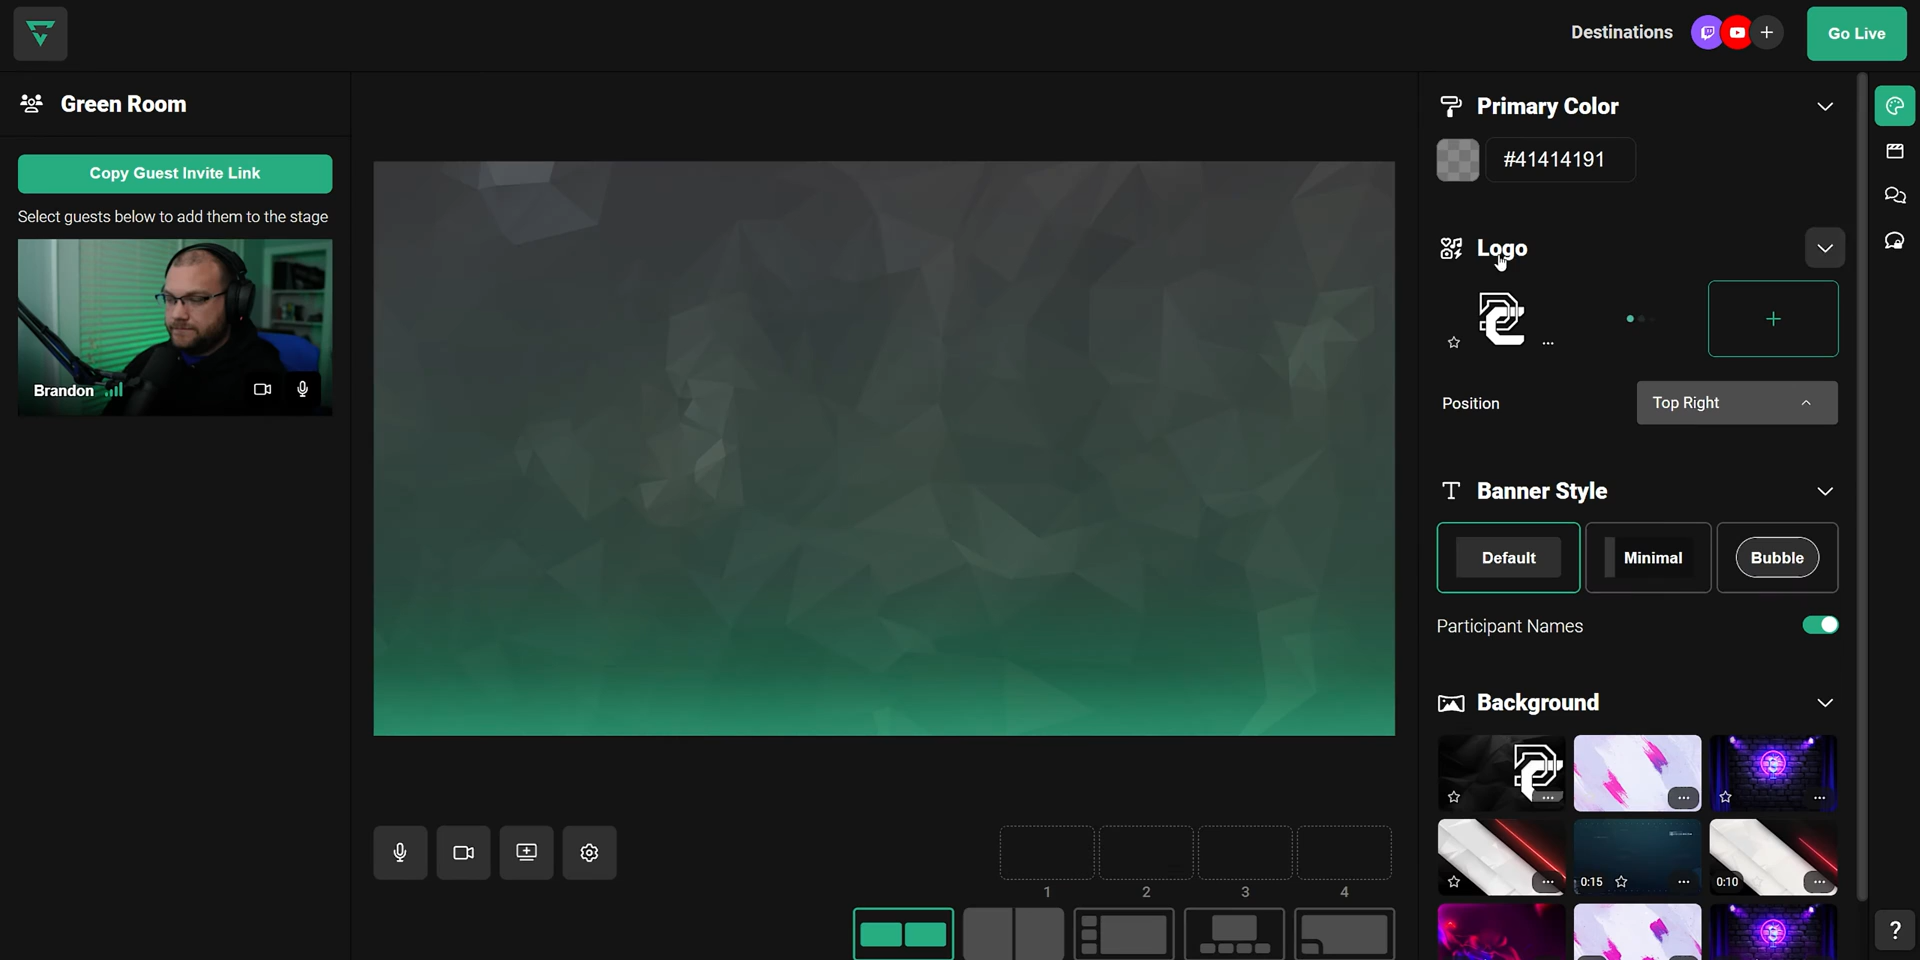 Destinations
Go Live
Green Room
Copy Guest Invite Link
Select guests below to add them to the stage
Brandon
Primary Color
#41414191
Logo
Position
Top Right
Banner Style
Default
Minimal
Bubble
Participant Names
Background
0:15
0:10
1
2
3
4
?